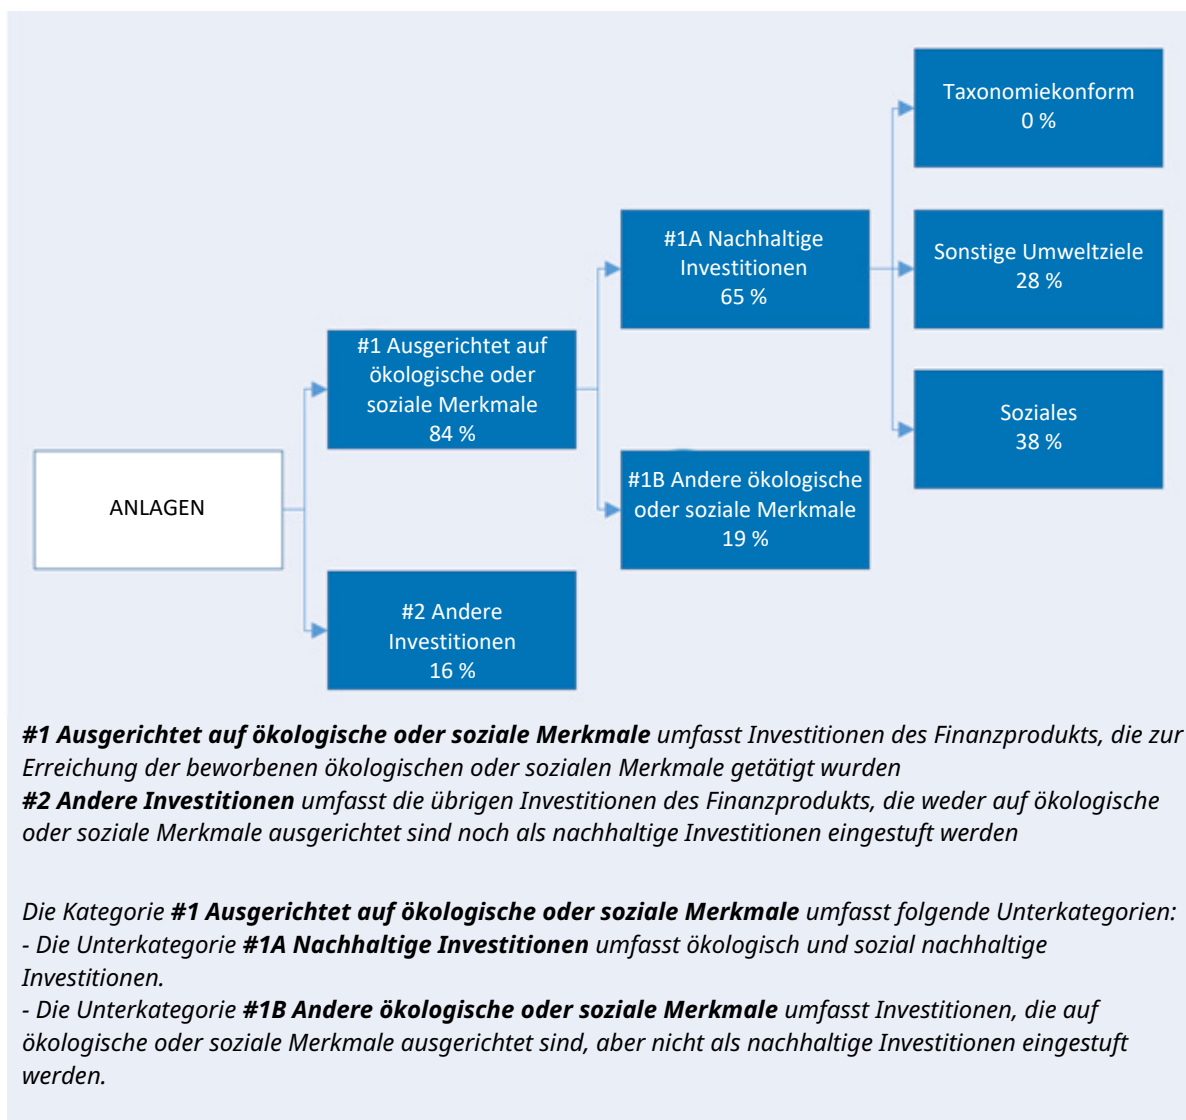 Taxonomiekonform
0 %
#1A Nachhaltige
Investitionen
65 %
Sonstige Umweltziele
28 %
#1 Ausgerichtet auf
ökologische oder
soziale Merkmale
84 %
Soziales
38 %
ANLAGEN
#1B Andere ökologische
oder soziale Merkmale
19 %
#2 Andere
Investitionen
16 %
#1 Ausgerichtet auf ökologische oder soziale Merkmale umfasst Investitionen des Finanzprodukts, die zur
Erreichung der beworbenen ökologischen oder sozialen Merkmale getätigt wurden
#2 Andere Investitionen umfasst die übrigen Investitionen des Finanzprodukts, die weder auf ökologische
oder soziale Merkmale ausgerichtet sind noch als nachhaltige Investitionen eingestuft werden
Die Kategorie #1 Ausgerichtet auf ökologische oder soziale Merkmale umfasst folgende Unterkategorien:
- Die Unterkategorie #1A Nachhaltige Investitionen umfasst ökologisch und sozial nachhaltige
Investitionen.
- Die Unterkategorie #1B Andere ökologische oder soziale Merkmale umfasst Investitionen, die auf
ökologische oder soziale Merkmale ausgerichtet sind, aber nicht als nachhaltige Investitionen eingestuft
werden.